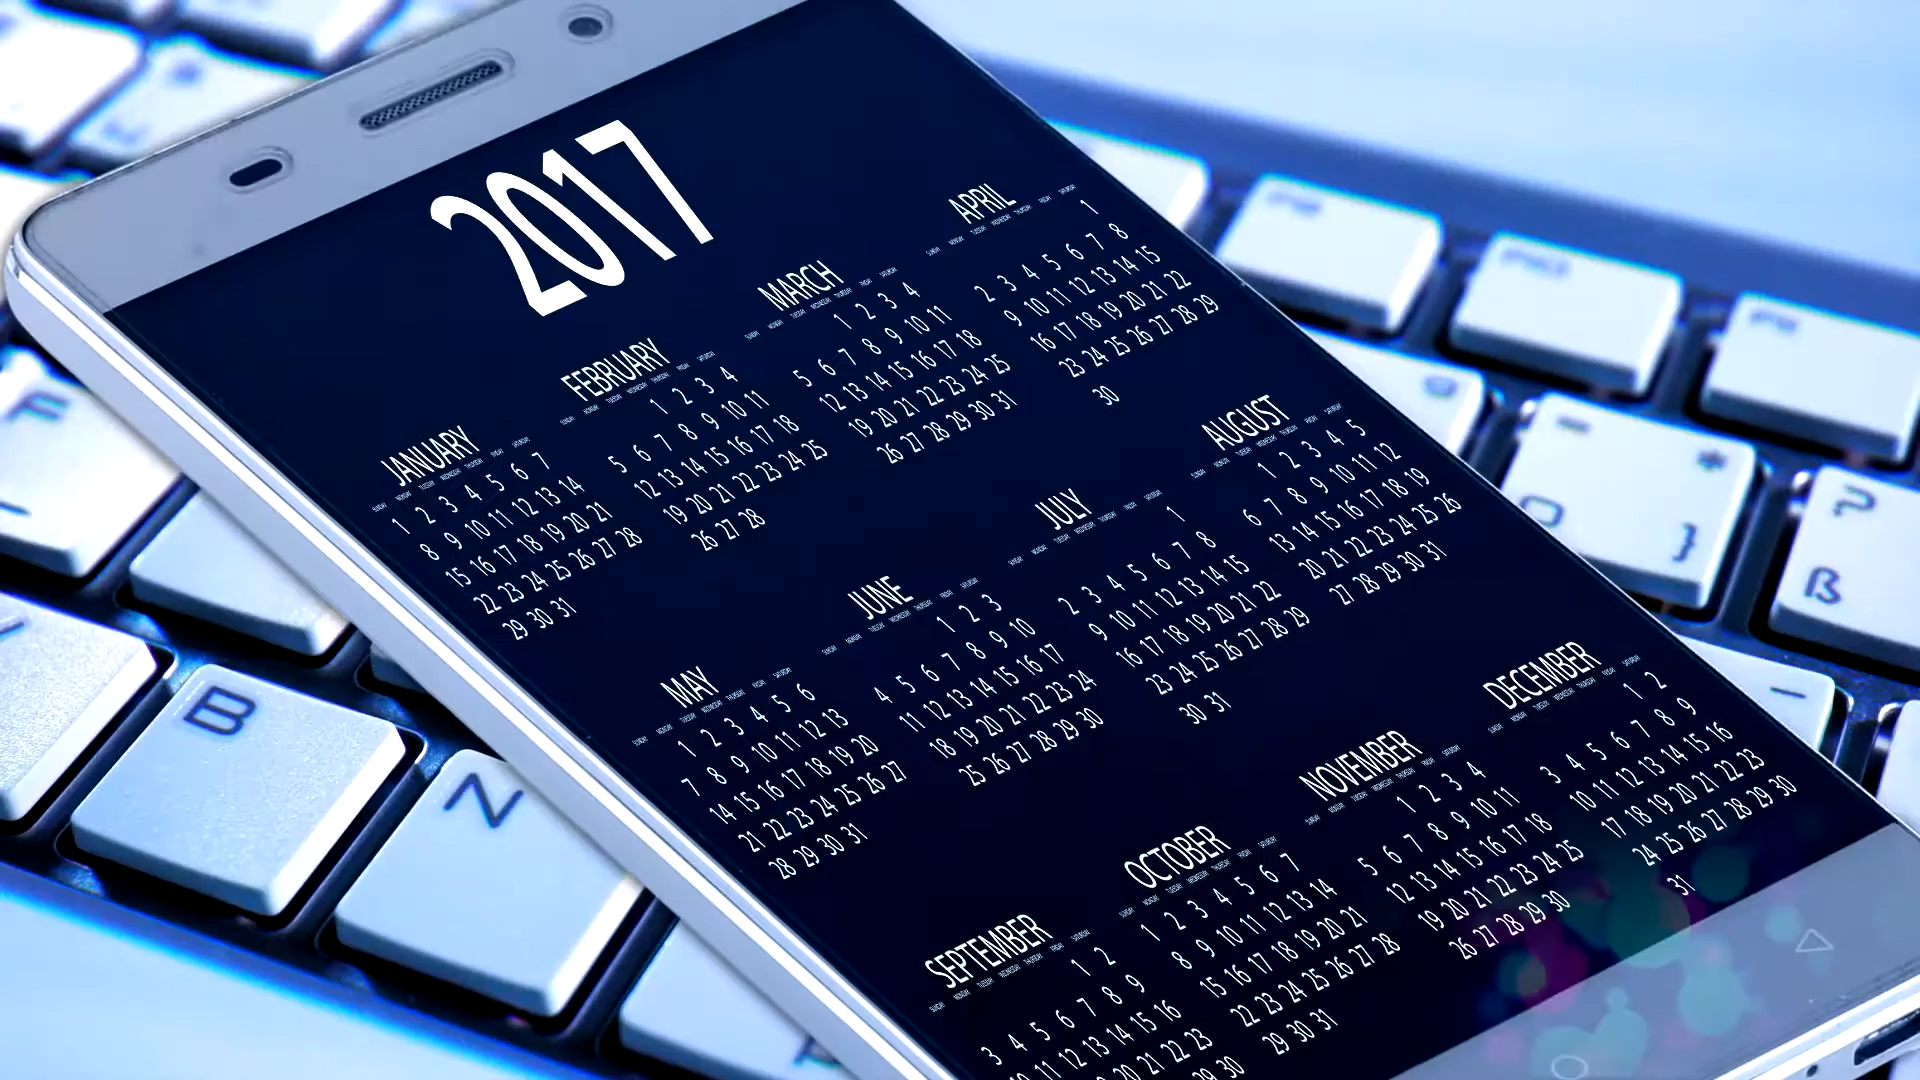 2017
JANUARY
1 2 3 4 5 6 7
8 9 10 11 12 13 14
15 16 17 18 19 20 21
22 23 24 25 26 27 28
29 30 31
FEBRUARY
1 2 3 4
5 6 7 8 9 10 11
12 13 14 15 16 17 18
19 20 21 22 23 24 25
26 27 28
MARCH
1 2 3 4
5 6 7 8 9 10 11
12 13 14 15 16 17 18
19 20 21 22 23 24 25
26 27 28 29 30 31
APRIL
1
2 3 4 5 6 7 8
9 10 11 12 13 14 15
16 17 18 19 20 21 22
23 24 25 26 27 28 29
30
MAY
1 2 3 4 5 6
7 8 9 10 11 12 13
14 15 16 17 18 19 20
21 22 23 24 25 26 27
28 29 30 31
JUNE
1 2 3
4 5 6 7 8 9 10
11 12 13 14 15 16 17
18 19 20 21 22 23 24
25 26 27 28 29 30
JULY
1
2 3 4 5 6 7 8
9 10 11 12 13 14 15
16 17 18 19 20 21 22
23 24 25 26 27 28 29
30 31
AUGUST
1 2 3 4 5
6 7 8 9 10 11 12
13 14 15 16 17 18 19
20 21 22 23 24 25 26
27 28 29 30 31
SEPTEMBER
1 2
3 4 5 6 7 8 9
10 11 12 13 14 15 16
20 21 22 23
29 30
OCTOBER
1 2 3 4 5 6 7
8 9 10 11 12 13 14
15 16 17 18 19 20 21
22 23 24 25 26 27 28
29 30 31
NOVEMBER
1 2 3 4
5 6 7 8 9 10 11
12 13 14 15 16 17 18
19 20 21 22 23 24 25
26 27 28 29 30
DECEMBER
1 2
3 4 5 6 7 8 9
10 11 12 13 14 15 16
17 18 19 20 21 22 23
24 25 26 27 28 29 30
31
F
B
N
*
}
?
ß